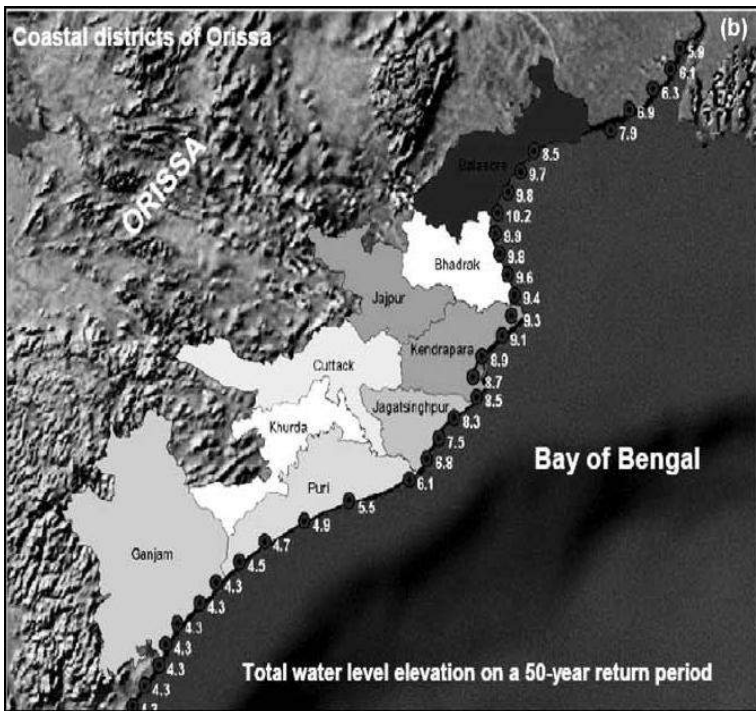 Coastal districts of Orissa
(b)
5.9
6.1
6.3
6.9
7.9
ORISSA
Balasore
8.5
9.7
9.8
10.2
9.9
Bhadrak
9.8
9.6
9.4
Jajpur
9.3
Kendrapara
9.1
Cuttack
8.9
8.7
8.5
Jagatsinghpur
8.3
Khurda
7.5
6.8
Bay of Bengal
Puri
6.1
5.5
Ganjam
4.9
4.7
4.5
4.3
4.3
4.3
4.3
4.3
4.3
4.3
Total water level elevation on a 50-year return period